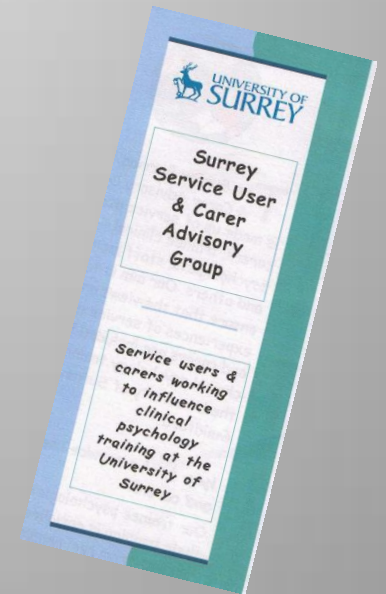 UNIVERSITY OF
SURREY
Surrey
Service User
& Carer
Advisory
Group
Service users &
carers working
to influence
clinical
psychology
training at the
University of
Surrey